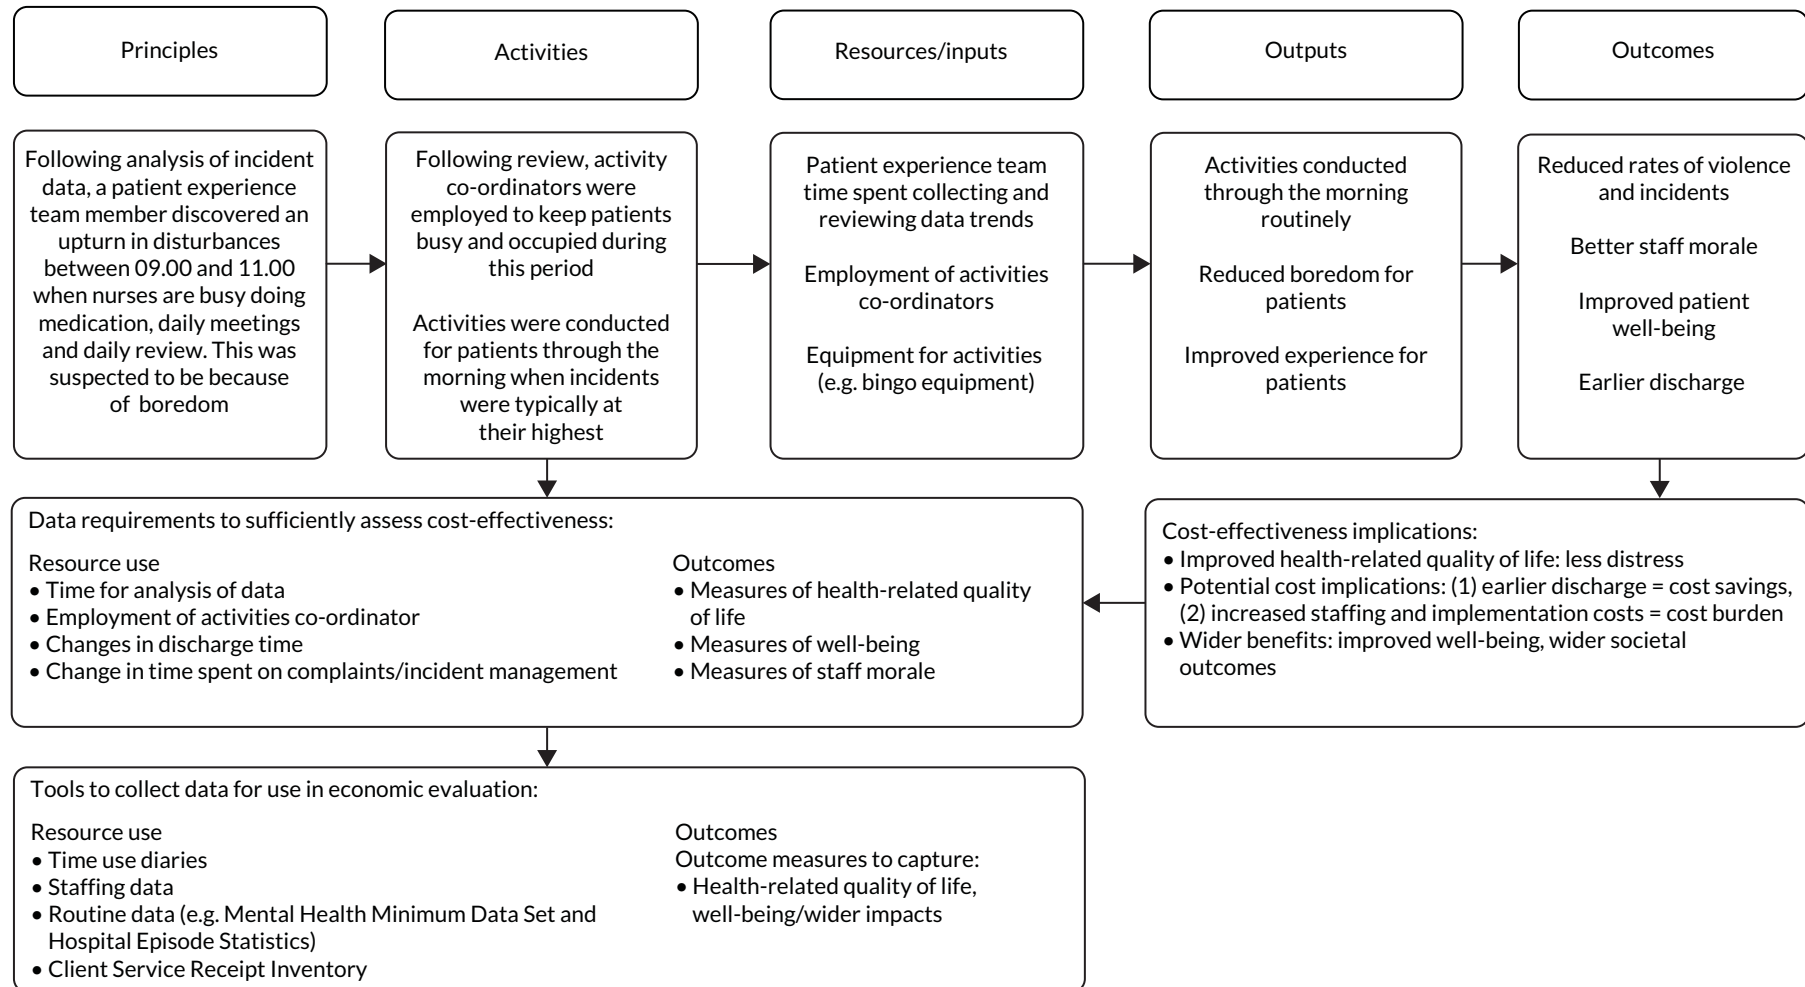 Principles
Activities
Resources/inputs
Outputs
Outcomes
Following analysis of incident
data, a patient experience
team member discovered an
upturn in disturbances
between 09.00 and 11.00
when nurses are busy doing
medication, daily meetings
and daily review. This was
suspected to be because
of boredom
Following review, activity
co-ordinators were
employed to keep patients
busy and occupied during
this period
Activities were conducted
for patients through the
morning when incidents
were typically at
their highest
Patient experience team
time spent collecting and
reviewing data trends
Employment of activities
co-ordinators
Equipment for activities
(e.g. bingo equipment)
Activities conducted
through the morning
routinely
Reduced boredom for
patients
Improved experience for
patients
Reduced rates of violence
and incidents
Better staff morale
Improved patient
well-being
Earlier discharge
Data requirements to sufficiently assess cost-effectiveness:
Resource use
• Time for analysis of data
• Employment of activities co-ordinator
• Changes in discharge time
• Change in time spent on complaints/incident management
Outcomes
• Measures of health-related quality
of life
• Measures of well-being
• Measures of staff morale
Cost-effectiveness implications:
• Improved health-related quality of life: less distress
• Potential cost implications: (1) earlier discharge = cost savings,
(2) increased staffing and implementation costs = cost burden
• Wider benefits: improved well-being, wider societal
outcomes
Tools to collect data for use in economic evaluation:
Resource use
• Time use diaries
• Staffing data
• Routine data (e.g. Mental Health Minimum Data Set and
Hospital Episode Statistics)
• Client Service Receipt Inventory
Outcomes
Outcome measures to capture:
• Health-related quality of life,
well-being/wider impacts